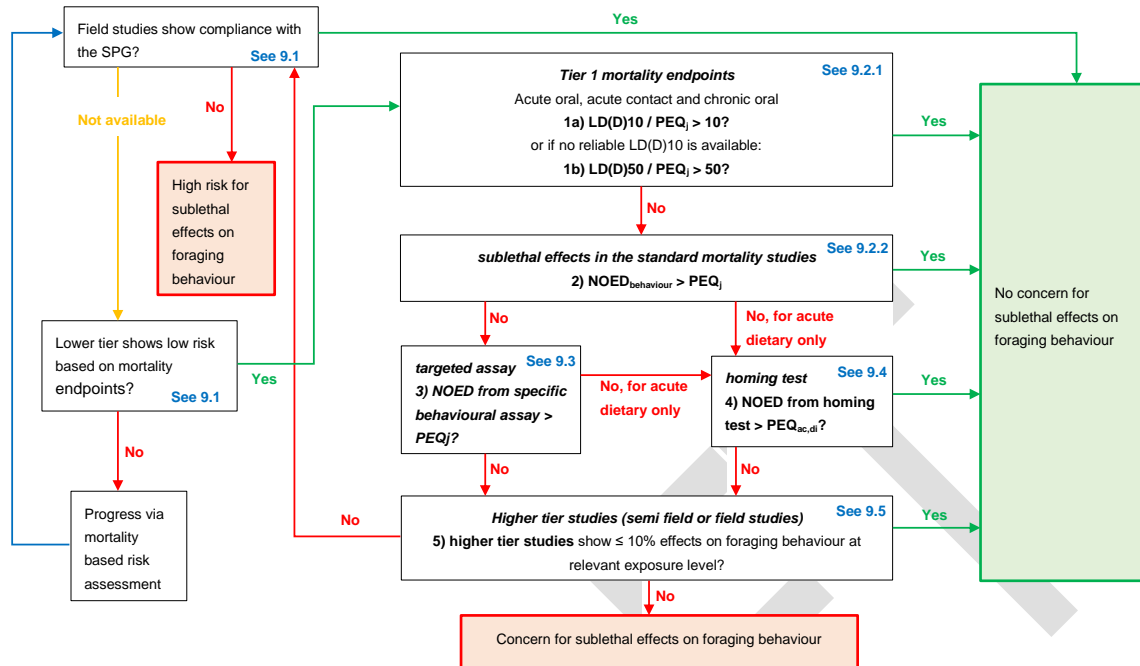 Field studies show compliance with
the SPG?
See 9.1
Yes
Not available
No
High risk for
sublethal
effects on
foraging
behaviour
Lower tier shows low risk
based on mortality
endpoints?
See 9.1
Yes
No
Progress via
mortality
based risk
assessment
See 9.2.1
Tier 1 mortality endpoints
Acute oral, acute contact and chronic oral
1a) LD(D)10 / PEQj > 10?
or if no reliable LD(D)10 is available:
1b) LD(D)50 / PEQj > 50?
Yes
No
See 9.2.2
sublethal effects in the standard mortality studies
2) NOEDbehaviour > PEQj
Yes
No
No, for acute
dietary only
See 9.3
targeted assay
3) NOED from specific
behavioural assay >
PEQj?
No, for acute
dietary only
See 9.4
homing test
4) NOED from homing
test > PEQac,di?
Yes
No
No
See 9.5
Higher tier studies (semi field or field studies)
5) higher tier studies show ≤ 10% effects on foraging behaviour at
relevant exposure level?
Yes
No
No
Concern for sublethal effects on foraging behaviour
No concern for
sublethal effects on
foraging behaviour